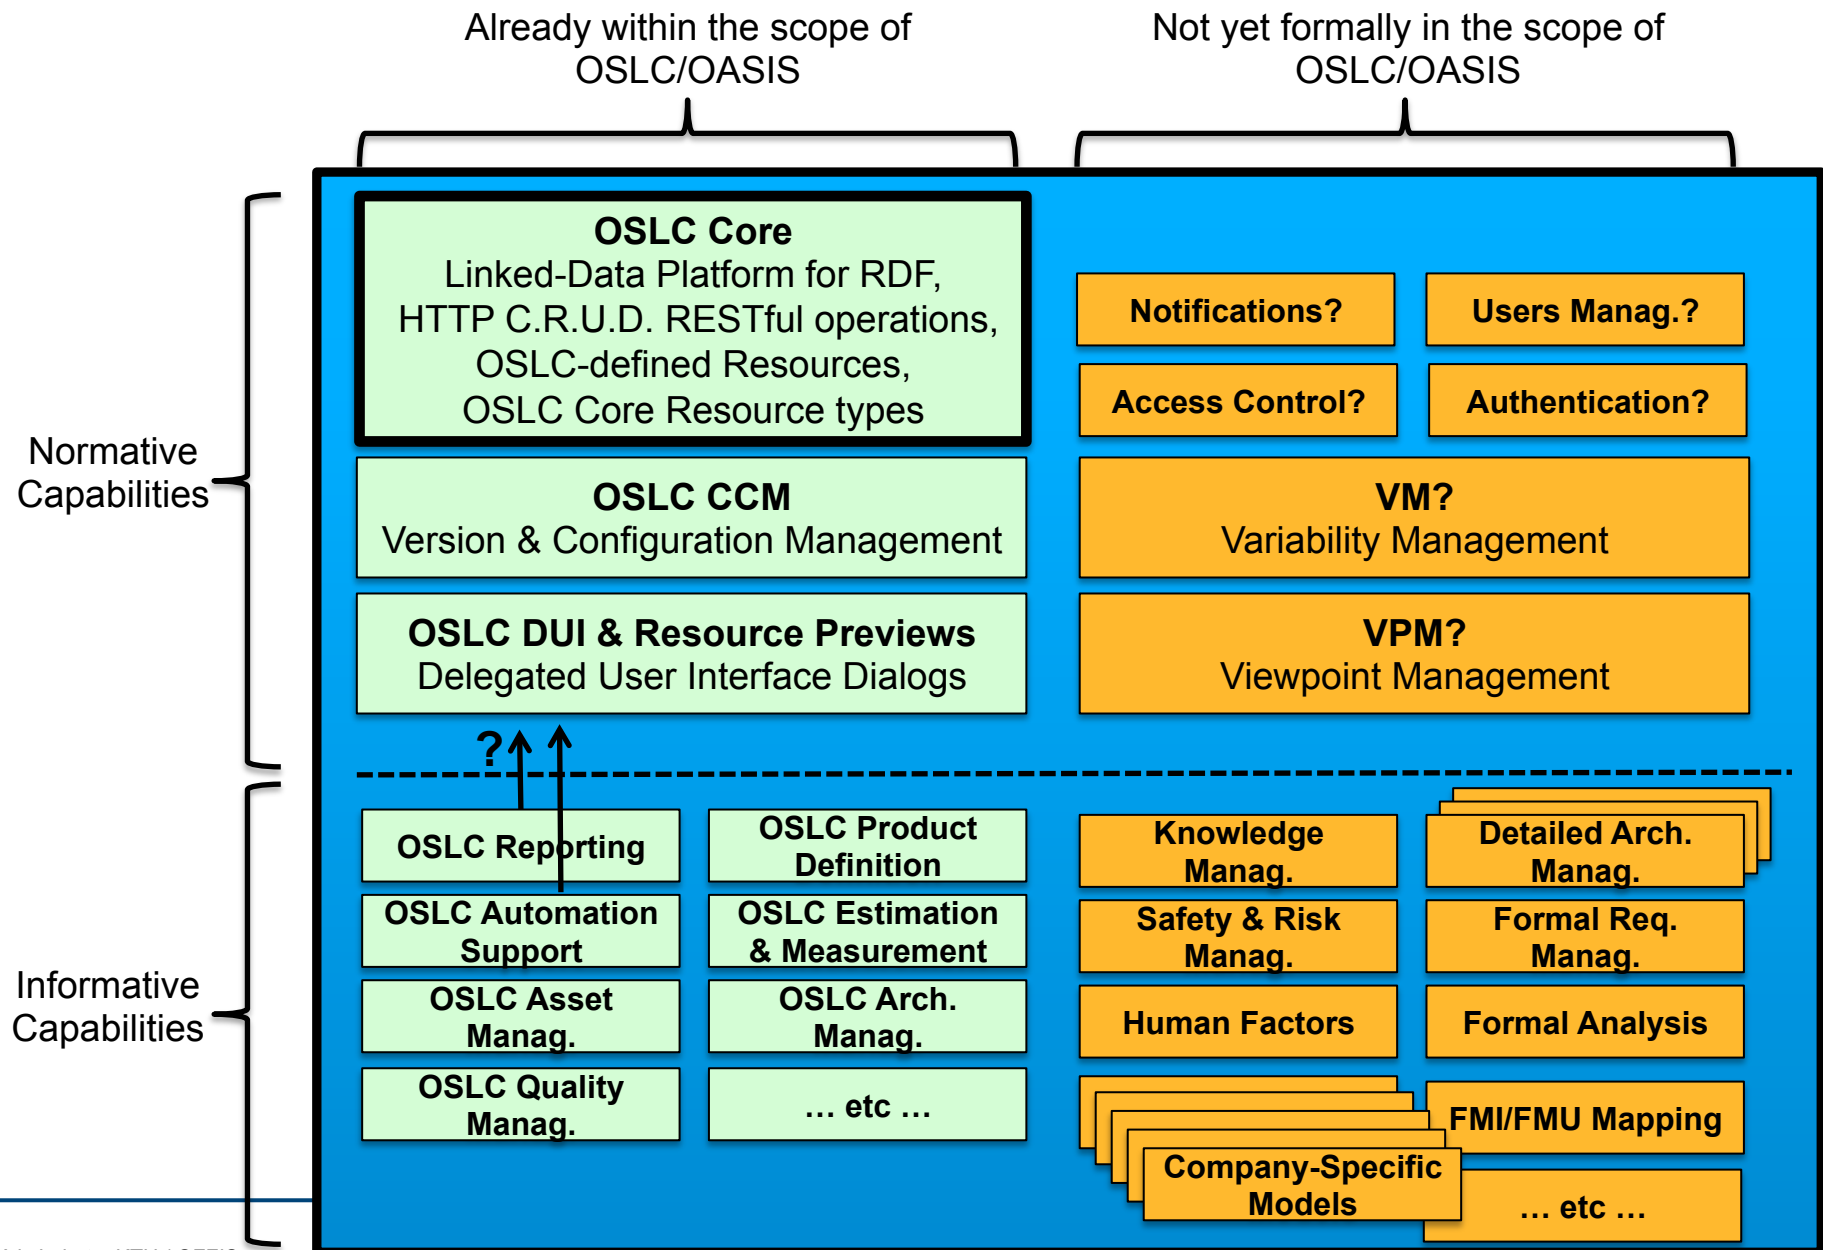 Already within the scope of
OSLC/OASIS
Not yet formally in the scope of
OSLC/OASIS
Normative
Capabilities
OSLC Core
Linked-Data Platform for RDF,
HTTP C.R.U.D. RESTful operations,
OSLC-defined Resources,
OSLC Core Resource types
Notifications?
Users Manag.?
Access Control?
Authentication?
OSLC CCM
Version & Configuration Management
VM?
Variability Management
OSLC DUI & Resource Previews
Delegated User Interface Dialogs
VPM?
Viewpoint Management
?
Informative
Capabilities
OSLC Reporting
OSLC Product
Definition
OSLC Automation
Support
OSLC Estimation
& Measurement
OSLC Asset
Manag.
OSLC Arch.
Manag.
OSLC Quality
Manag.
... etc ...
Knowledge
Manag.
Detailed Arch.
Manag.
Safety & Risk
Manag.
Formal Req.
Manag.
Human Factors
Formal Analysis
FMI/FMU Mapping
Company-Specific
Models
... etc ...